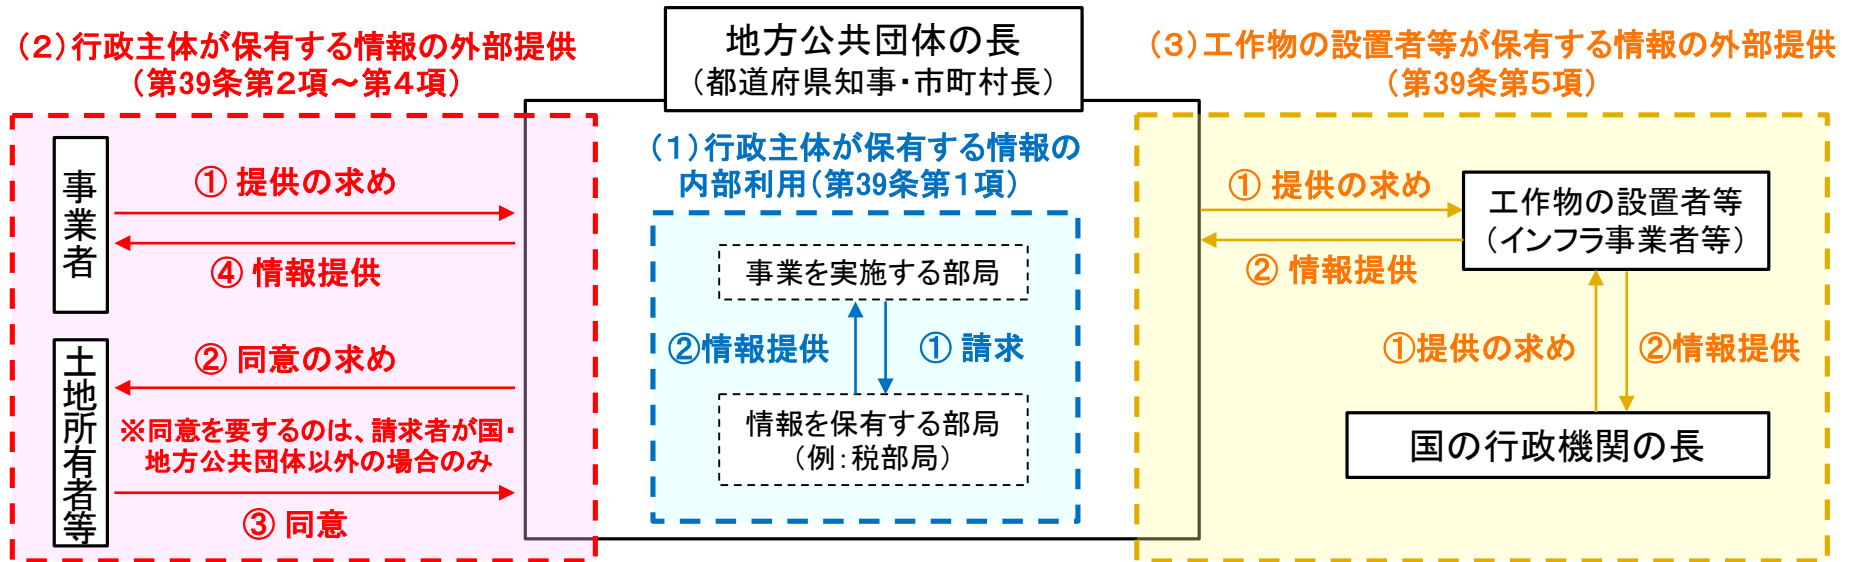 地方公共団体の長
（都道府県知事・市町村長）
（２）行政主体が保有する情報の外部提供
（第39条第２項～第４項）
事業者
① 提供の求め
④ 情報提供
土地所有者等
② 同意の求め
※同意を要するのは、請求者が国・
地方公共団体以外の場合のみ
③ 同意
（１）行政主体が保有する情報の
内部利用（第39条第１項）
事業を実施する部局
②情報提供
① 請求
情報を保有する部局
（例：税部局）
（３）工作物の設置者等が保有する情報の外部提供
（第39条第５項）
① 提供の求め
② 情報提供
工作物の設置者等
（インフラ事業者等）
①提供の求め
②情報提供
国の行政機関の長